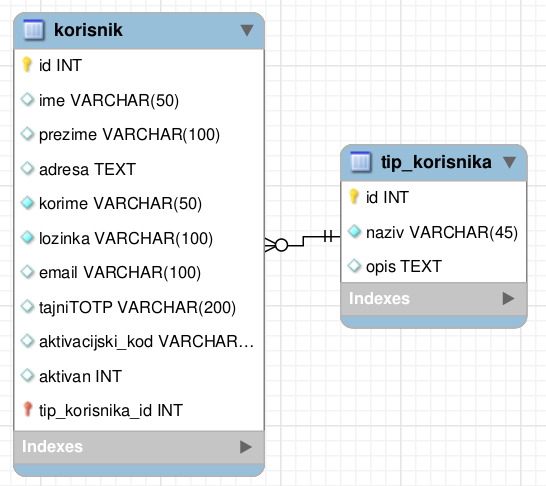 korisnik
id INT
ime VARCHAR(50)
prezime VARCHAR(100)
adresa TEXT
korime VARCHAR(50)
lozinka VARCHAR(100)
email VARCHAR(100)
tajniTOTP VARCHAR(200)
aktivacijski_kod VARCHAR...
aktivan INT
tip_korisnika_id INT
Indexes
tip_korisnika
id INT
naziv VARCHAR(45)
opis TEXT
Indexes